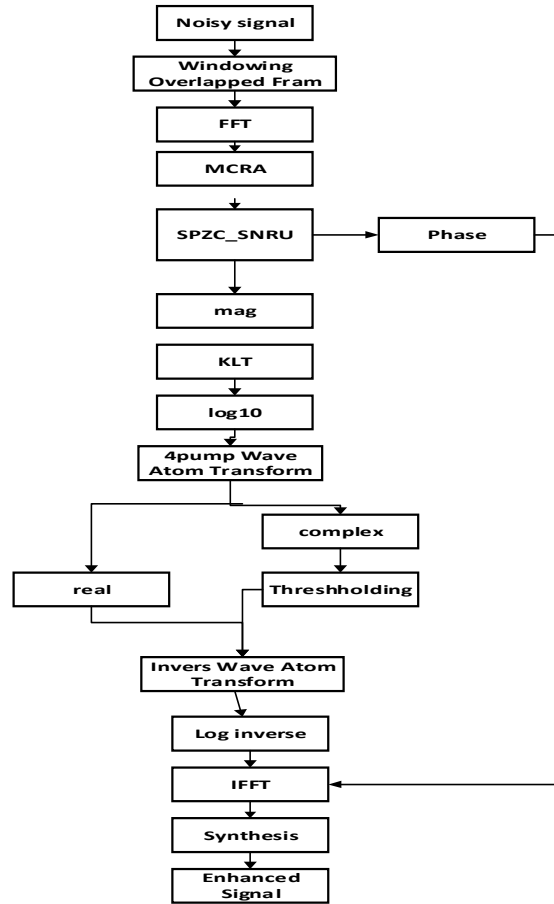 Noisy signal
Windowing
Overlapped Fram
FFT
MCRA
SPZC_SNRU
Phase
mag
KLT
log10
4pump Wave
Atom Transform
complex
real
Threshholding
Invers Wave Atom
Transform
Log inverse
IFFT
Synthesis
Enhanced
Signal